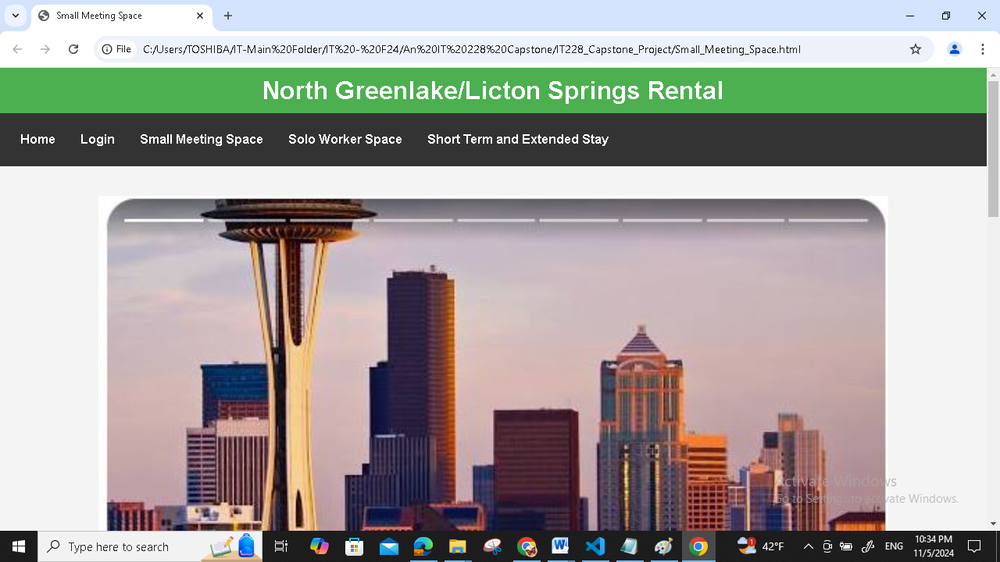 Small Meeting Space
File
C:/Users/TOSHIBA/IT-Main%20Folder/IT%20-%20F24/Ai%20IT%20228%20Capstone/IT228_Capstone_Project/Small_Meeting_Space.html
North Greenlake/Licton Springs Rental
Home Login Small Meeting Space Solo Worker Space Short Term and Extended Stay
Activate Windows
Go to Settings to activate Windows.
Type here to search
1 42°F ENG 10:34 PM
11/5/2024